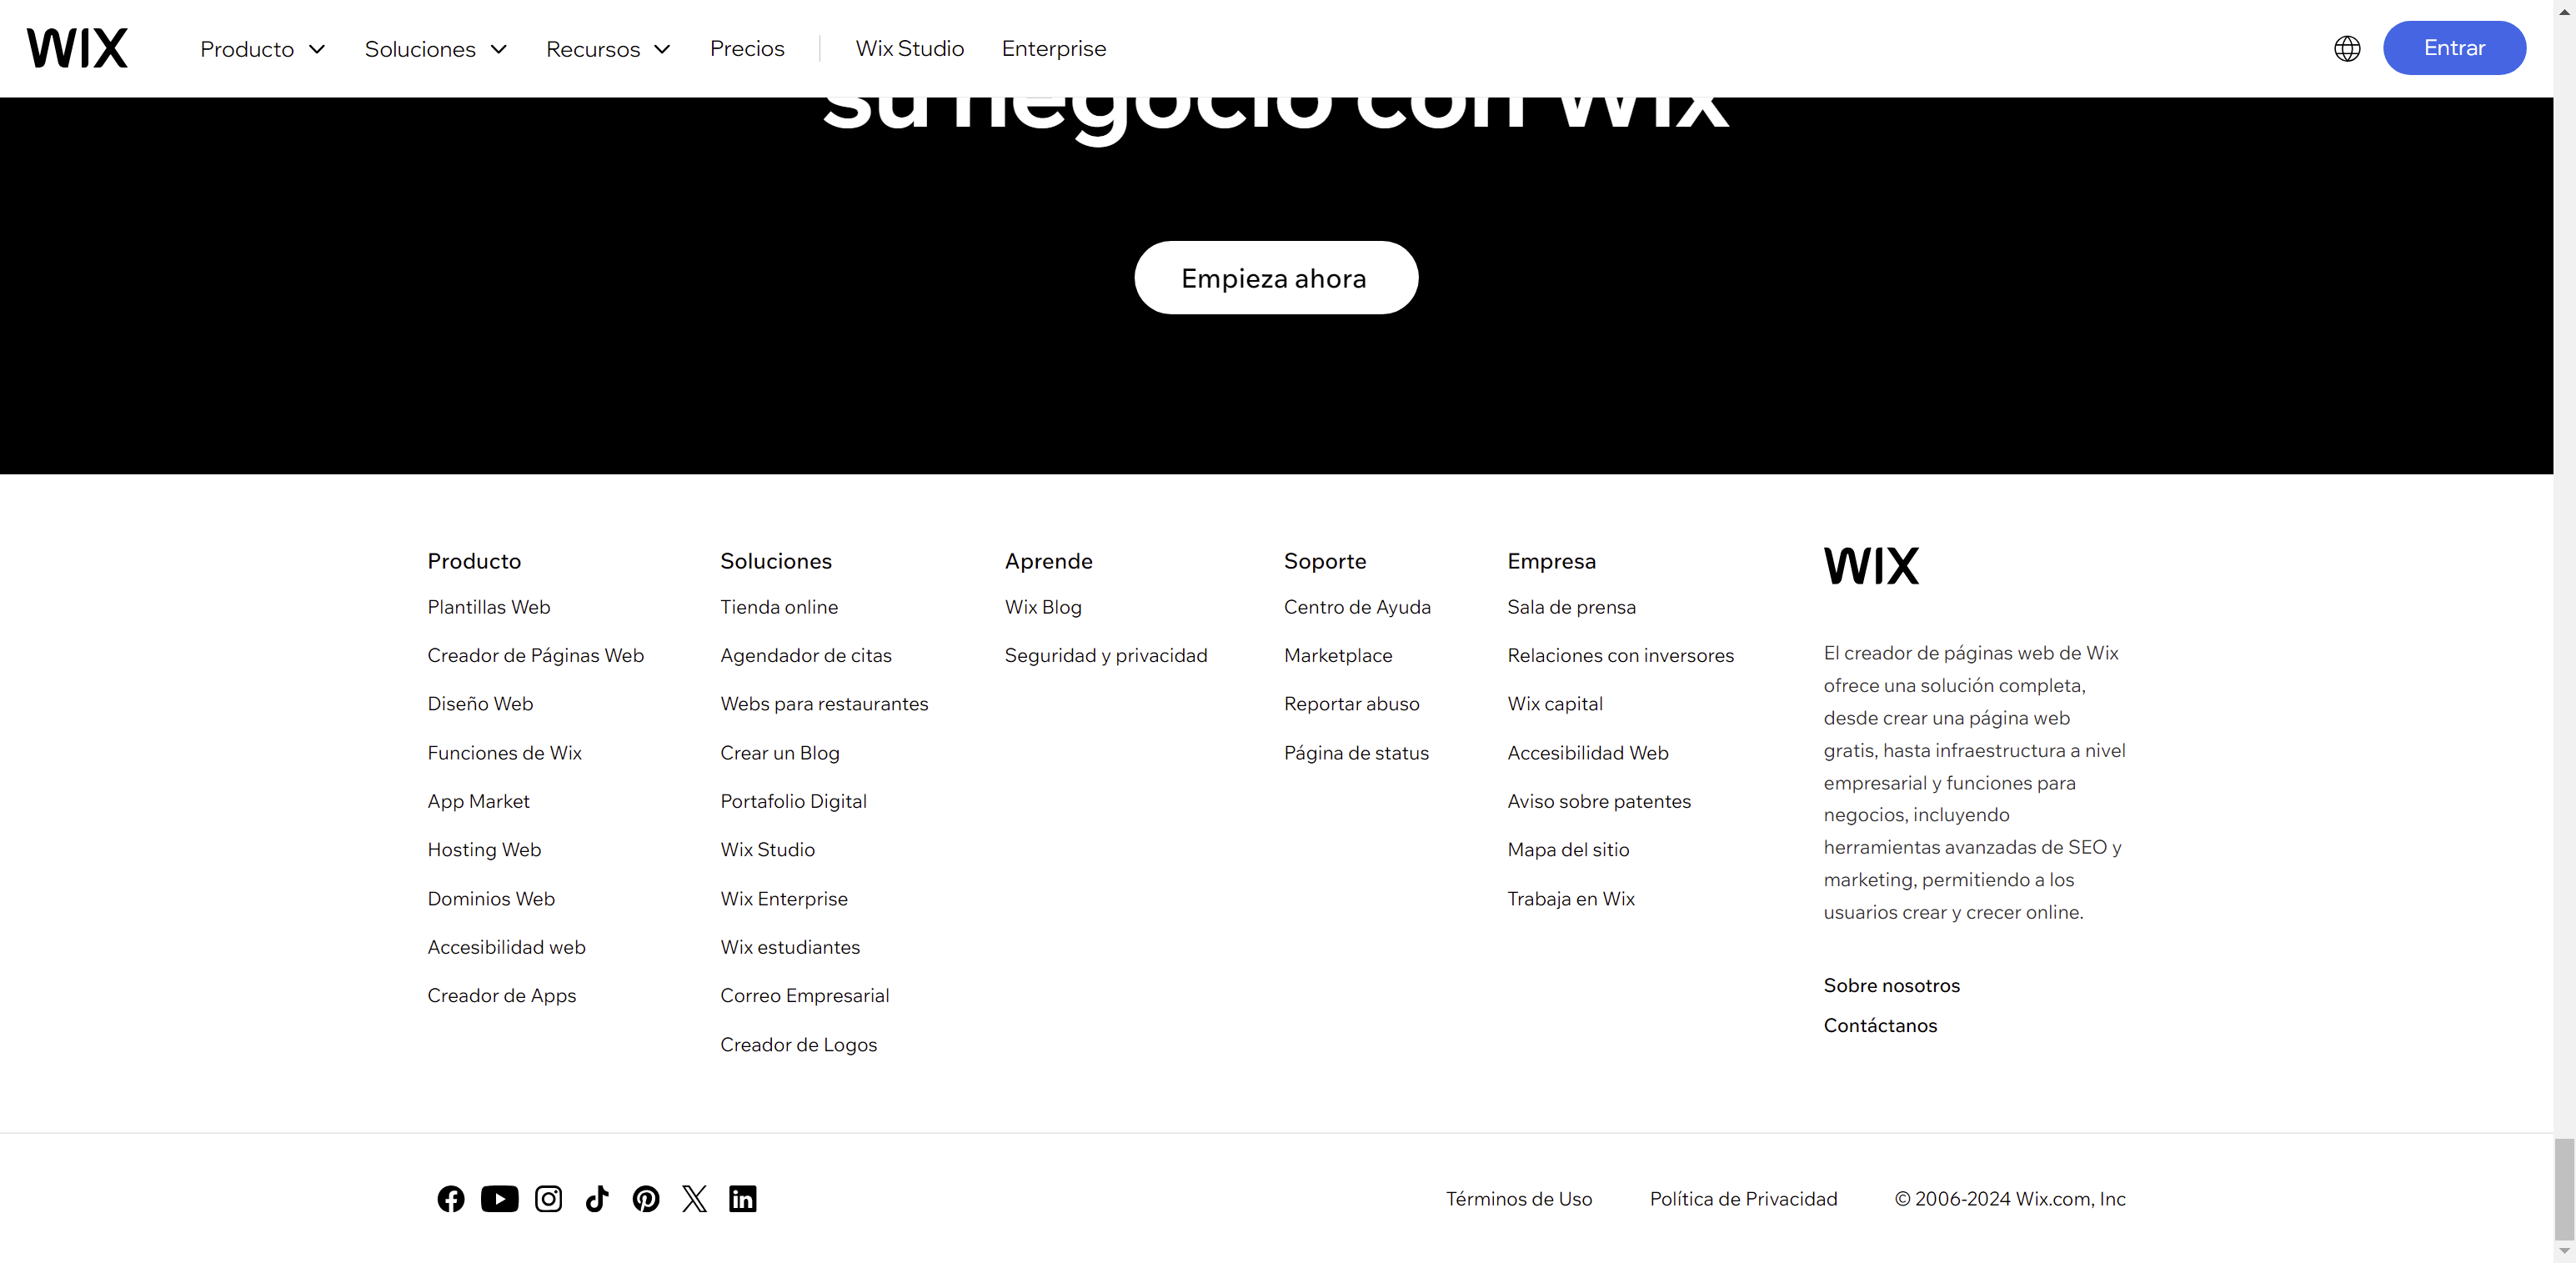 WIX
Producto
Soluciones
Recursos
Precios
Wix Studio
Enterprise
Entrar
su negocio con Wix
Empieza ahora
Producto
Plantillas Web
Creador de Páginas Web
Diseño Web
Funciones de Wix
App Market
Hosting Web
Dominios Web
Accesibilidad web
Creador de Apps
Soluciones
Tienda online
Agendador de citas
Webs para restaurantes
Crear un Blog
Portafolio Digital
Wix Studio
Wix Enterprise
Wix estudiantes
Correo Empresarial
Creador de Logos
Aprende
Wix Blog
Seguridad y privacidad
Soporte
Centro de Ayuda
Marketplace
Reportar abuso
Página de status
Empresa
Sala de prensa
Relaciones con inversores
Wix capital
Accesibilidad Web
Aviso sobre patentes
Mapa del sitio
Trabaja en Wix
WIX
El creador de páginas web de Wix
ofrece una solución completa,
desde crear una página web
gratis, hasta infraestructura a nivel
empresarial y funciones para
negocios, incluyendo
herramientas avanzadas de SEO y
marketing, permitiendo a los
usuarios crear y crecer online.
Sobre nosotros
Contáctanos
Términos de Uso
Política de Privacidad
© 2006-2024 Wix.com, Inc